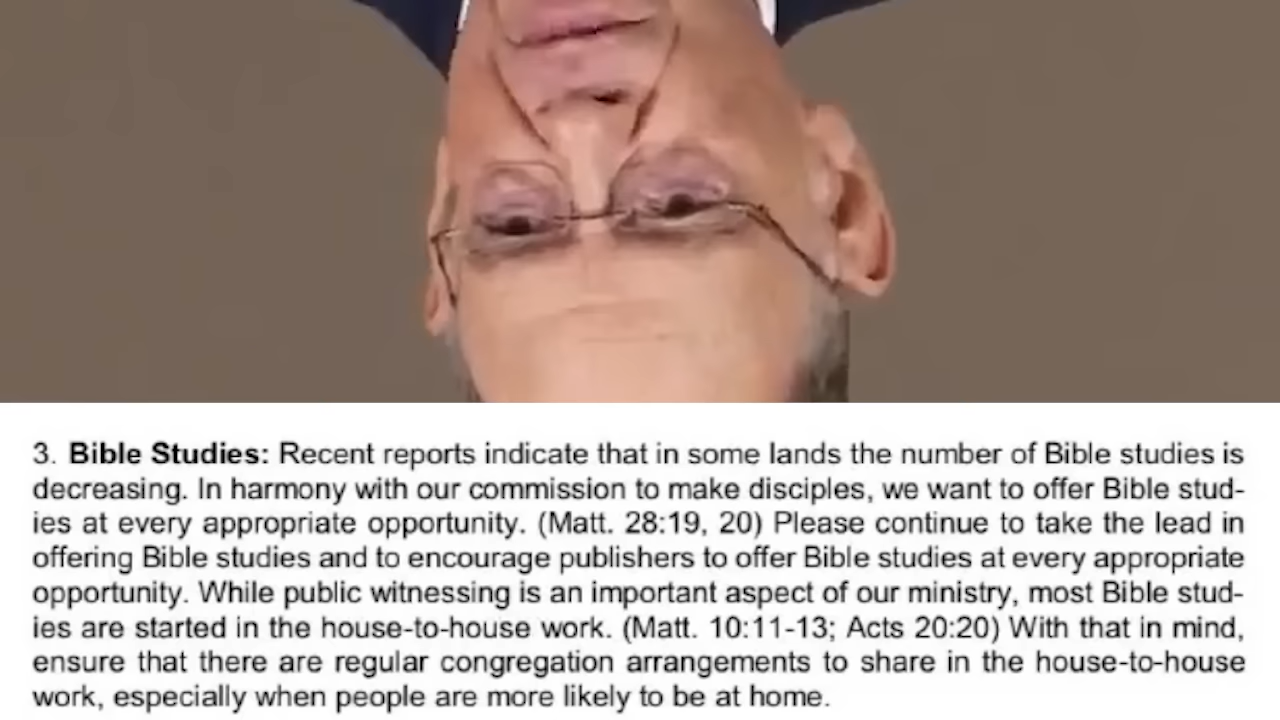 3. Bible Studies: Recent reports indicate that in some lands the number of Bible studies is
decreasing. In harmony with our commission to make disciples, we want to offer Bible stud-
ies at every appropriate opportunity. (Matt. 28:19, 20) Please continue to take the lead in
offering Bible studies and to encourage publishers to offer Bible studies at every appropriate
opportunity. While public witnessing is an important aspect of our ministry, most Bible stud-
ies are started in the house-to-house work. (Matt. 10:11-13; Acts 20:20) With that in mind,
ensure that there are regular congregation arrangements to share in the house-to-house
work, especially when people are more likely to be at home.